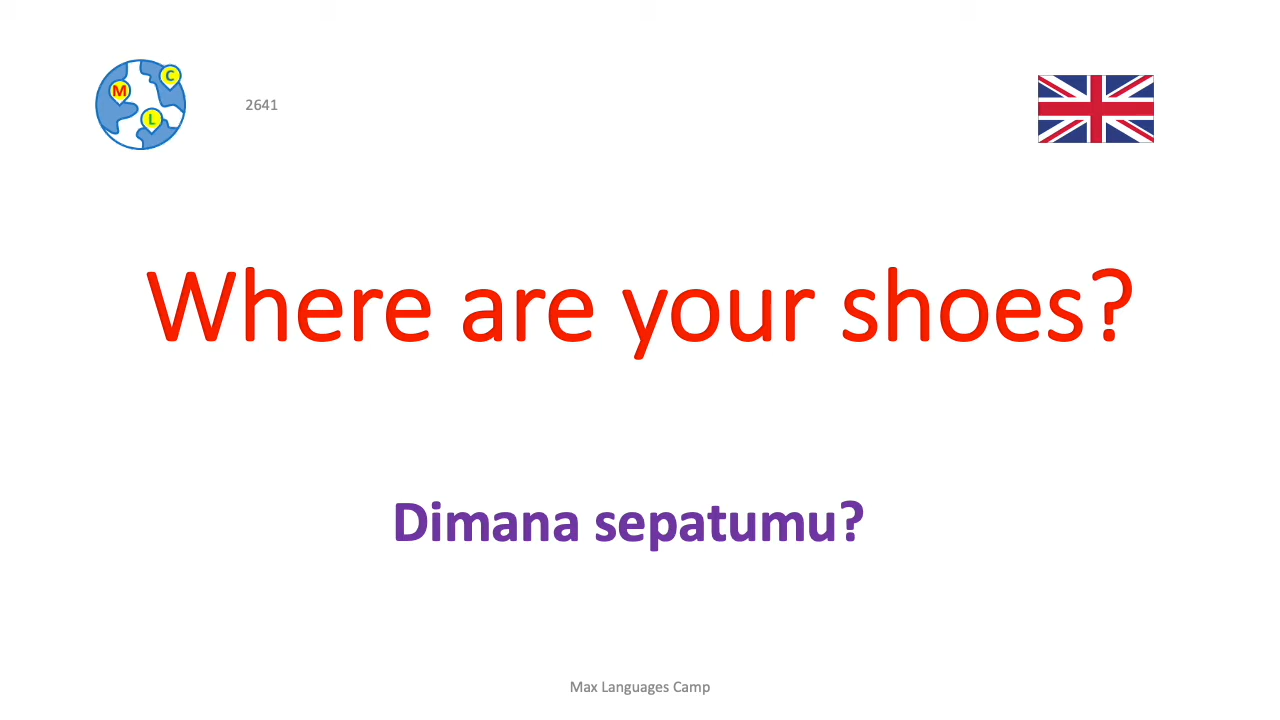 C
M
L
2641
Where are your shoes?
Dimana sepatumu?
Max Languages Camp